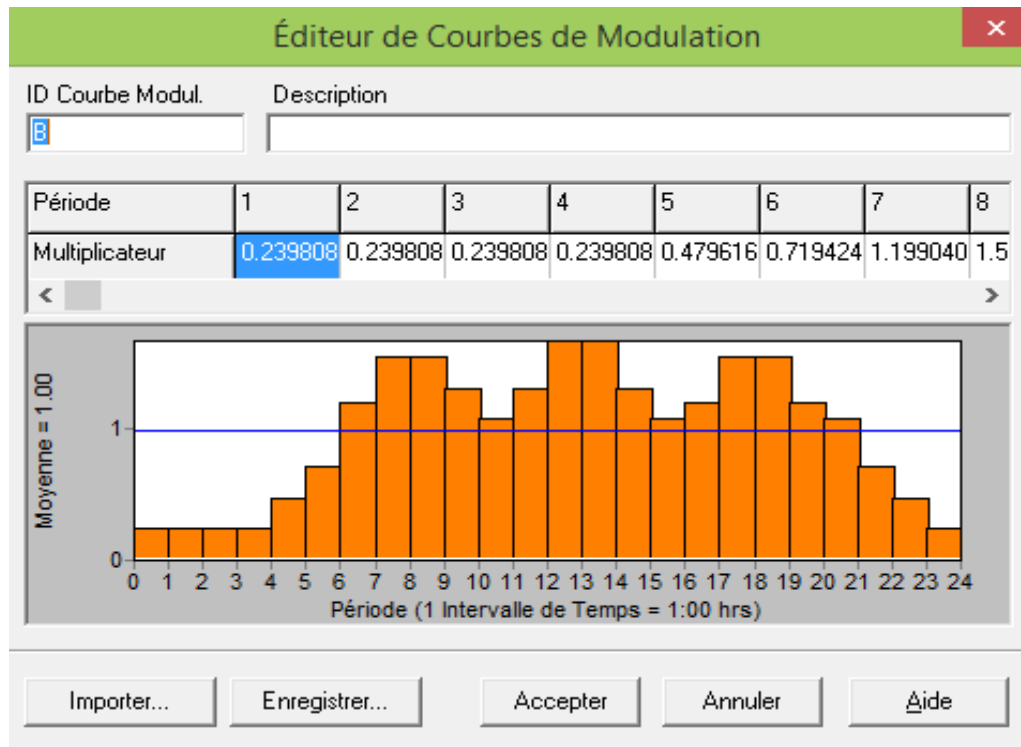 Éditeur de Courbes de Modulation
ID Courbe Modul. Description
B
Période 1 2 3 4 5 6 7 8
Multiplicateur 0.239808 0.239808 0.239808 0.239808 0.479616 0.719424 1.199040 1.5
Moyenne = 1.00
1
0
0 1 2 3 4 5 6 7 8 9 10 11 12 13 14 15 16 17 18 19 20 21 22 23 24
Période (1 Intervalle de Temps = 1:00 hrs)
Importer... Enregistrer... Accepter Annuler Aide